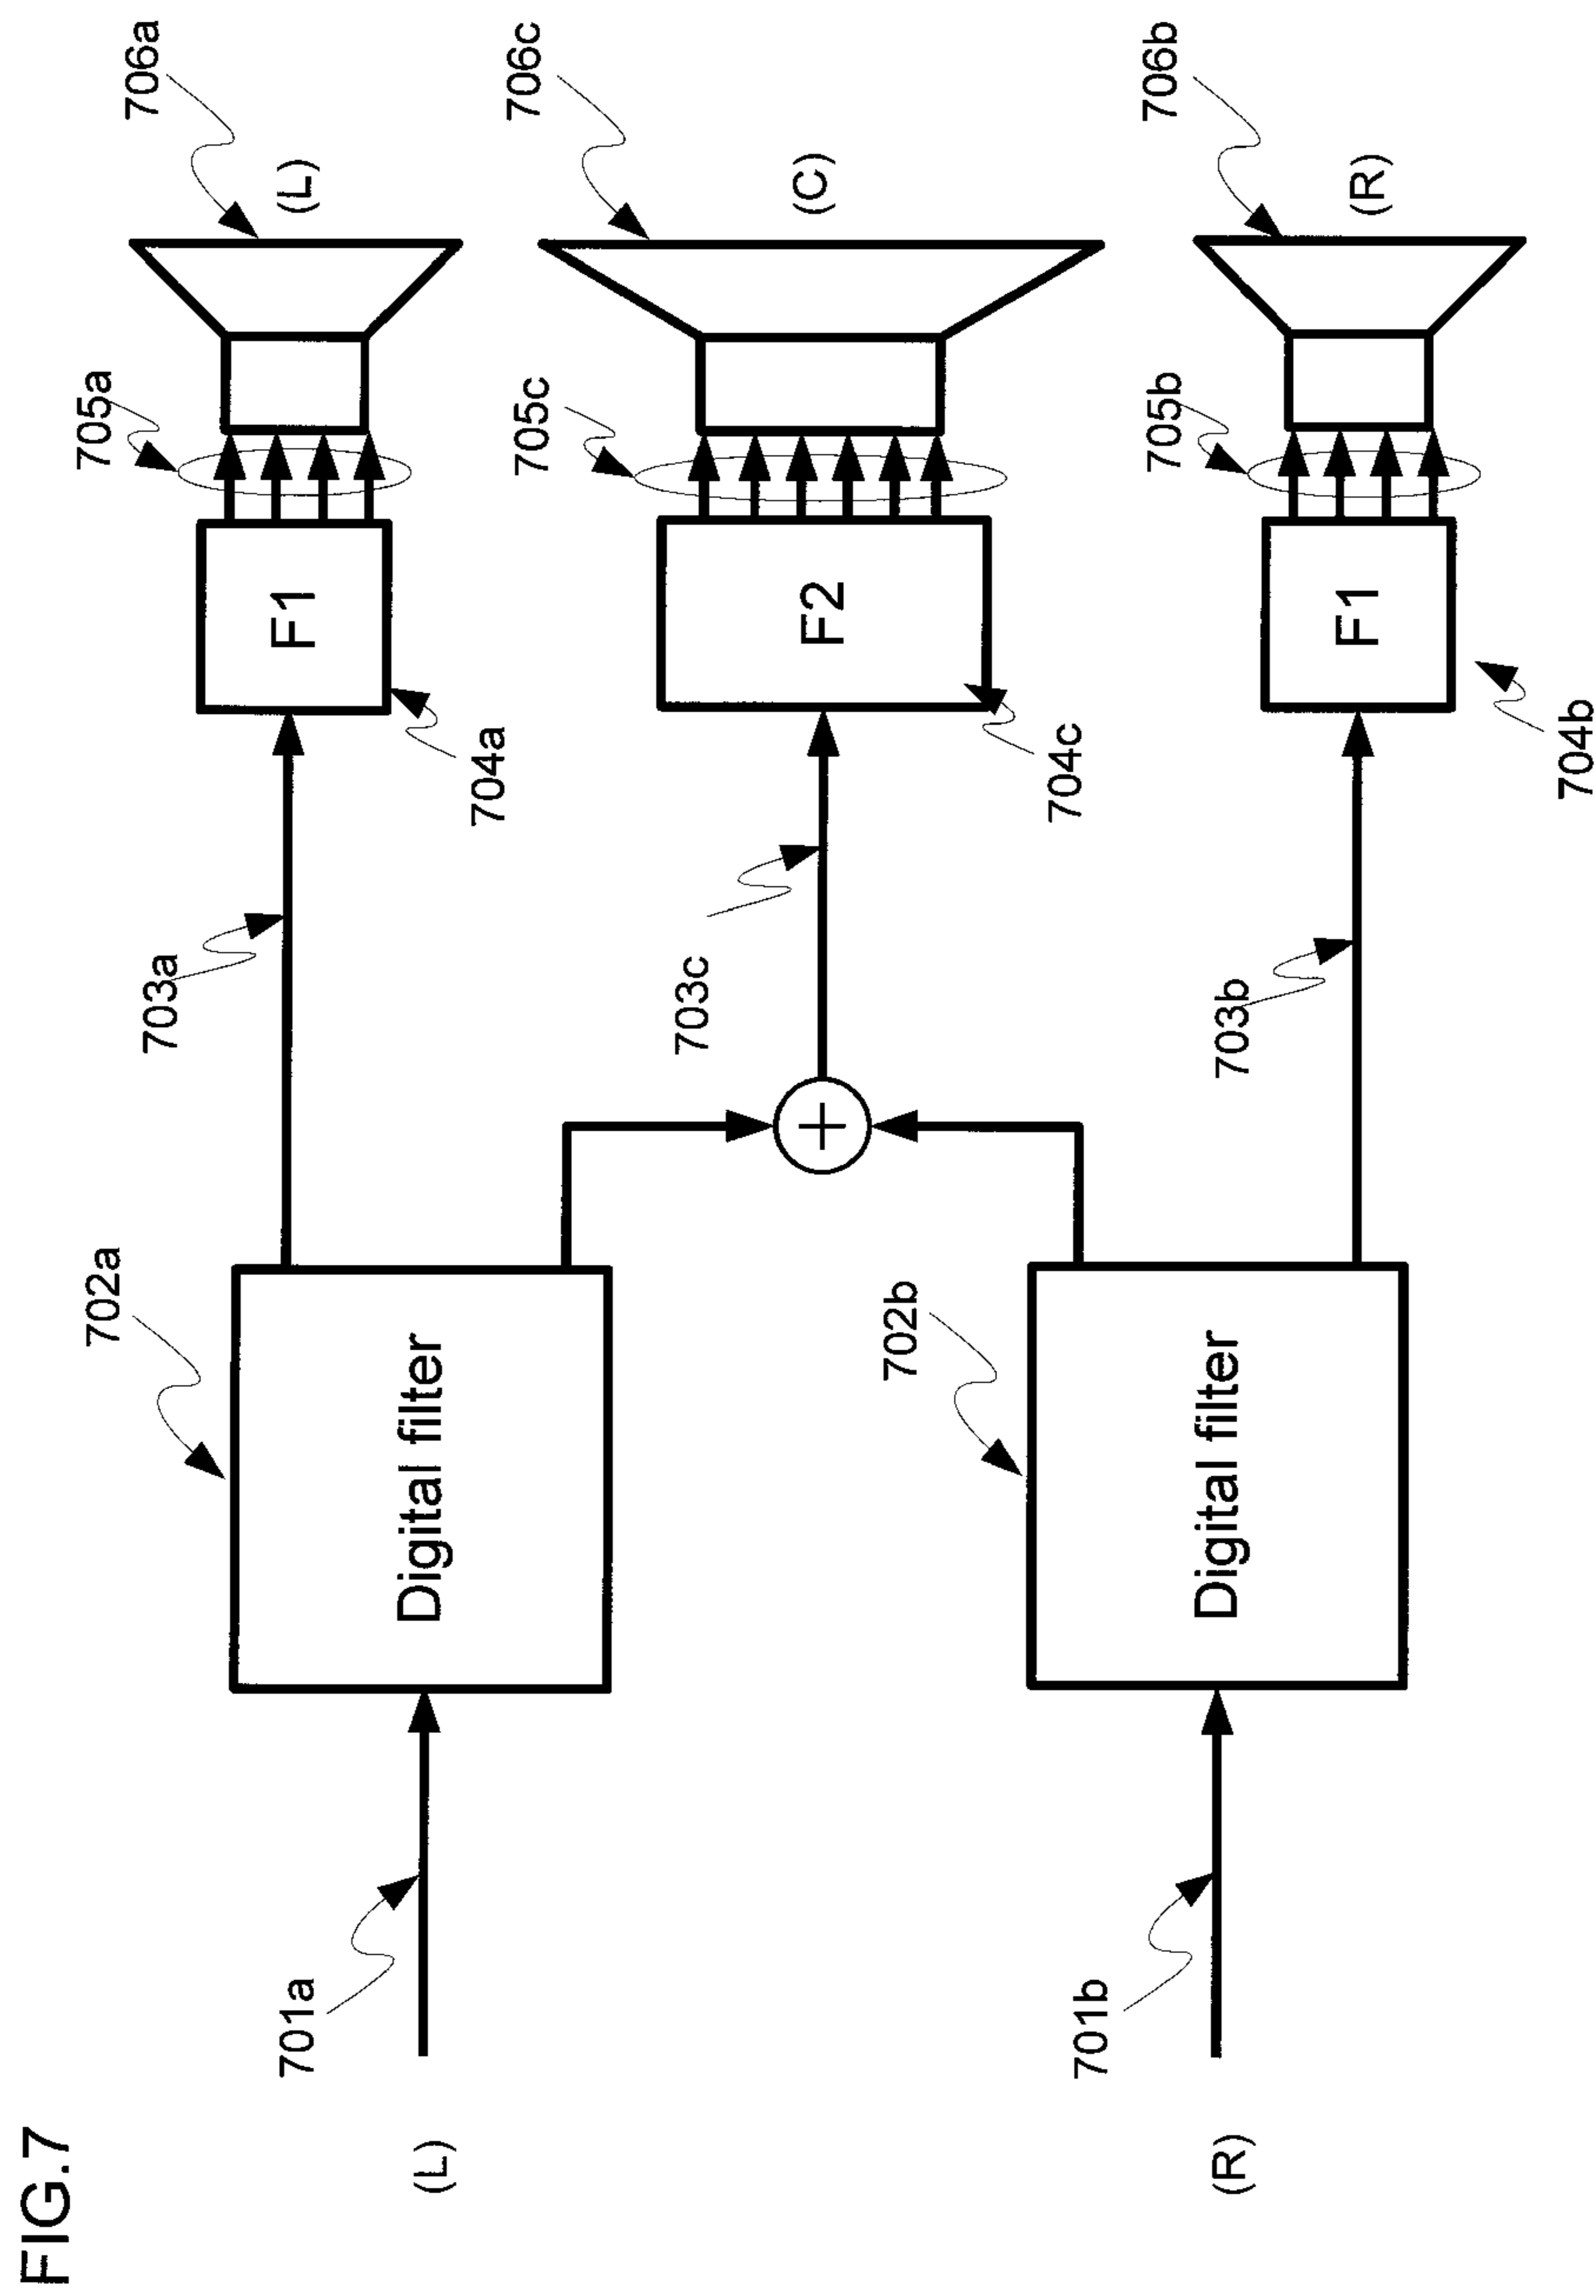 FIG.7
(L)
701a
702a
Digital filter
703a
704a
F1
705a
706a
(L)
703c
704c
F2
705c
706c
(C)
+
(R)
701b
702b
Digital filter
703b
704b
F1
705b
706b
(R)